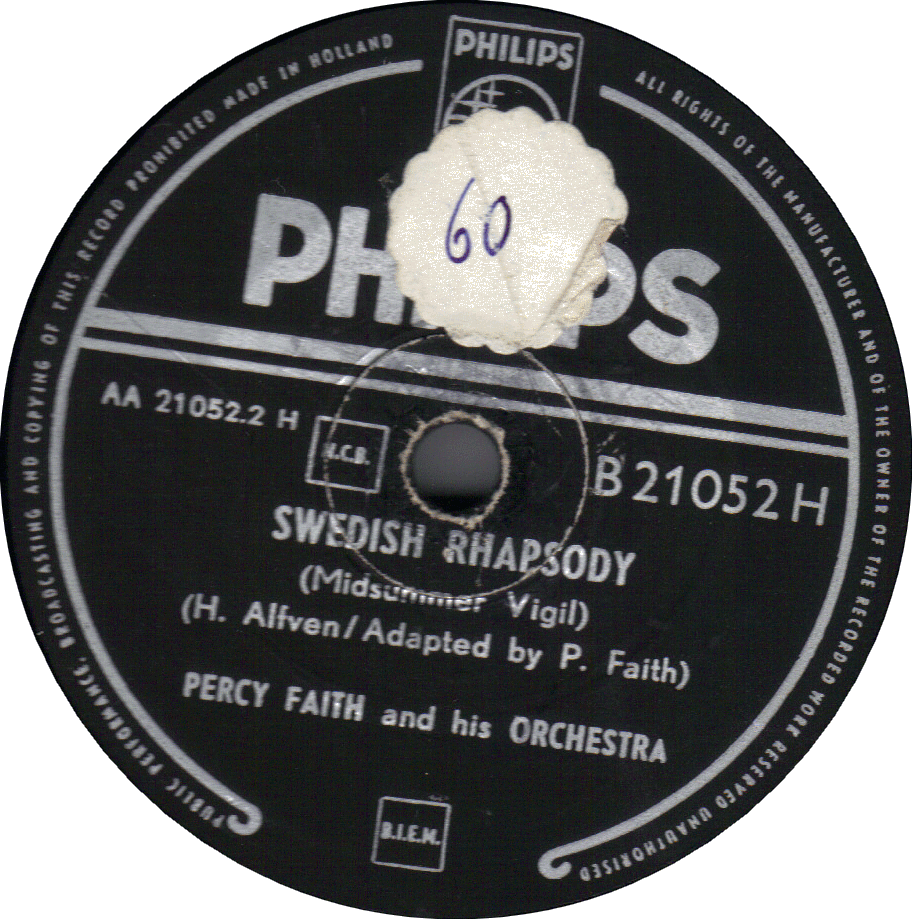 PHILIPS
60
PH PS
AA 21052.2 H
N.C.B.
B 21052 H
SWEDISH RHAPSODY
(Midsummer Vigil)
(H. Alfven/Adapted by P. Faith)
PERCY FAITH and his ORCHESTRA
B.I.E.M.
ALL RIGHTS OF THE MANUFACTURER AND OF THE OWNER OF THE RECORDED WORK RESERVED UNAUTHORISED
PUBLIC PERFORMANCE, BROADCASTING AND COPYING OF THIS RECORD PROHIBITED MADE IN HOLLAND